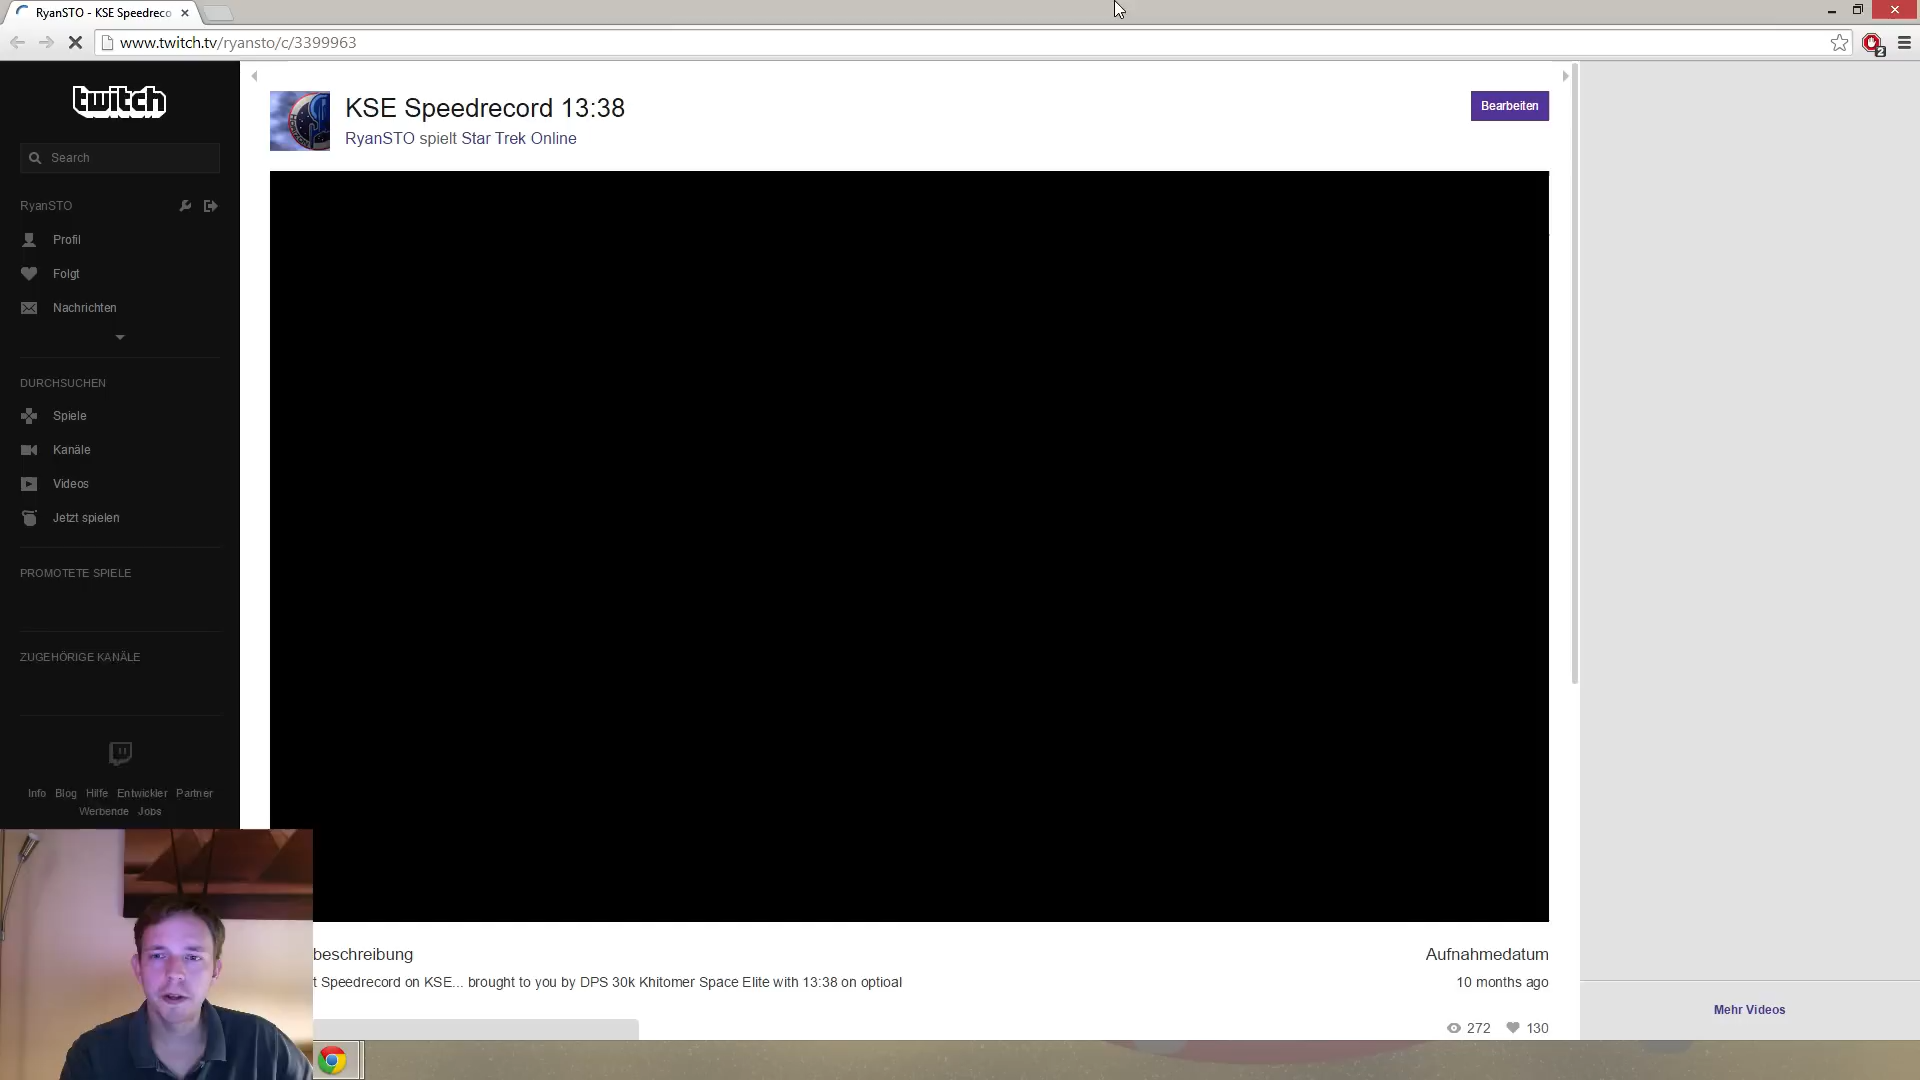 RyanSTO - KSE Speedreco
www.twitch.tv/ryansto/c/3399963
2
twitch
Search
RyanSTO
Profil
Folgt
Nachrichten
DURCHSUCHEN
Spiele
Kanäle
Videos
Jetzt spielen
PROMOTETE SPIELE
ZUGEHÖRIGE KANÄLE
Info Blog Hilfe Entwickler Partner
Werbende Jobs
KSE Speedrecord 13:38
RyanSTO spielt Star Trek Online
Bearbeiten
beschreibung
t Speedrecord on KSE... brought to you by DPS 30k Khitomer Space Elite with 13:38 on optioal
Aufnahmedatum
10 months ago
272 130
Mehr Videos